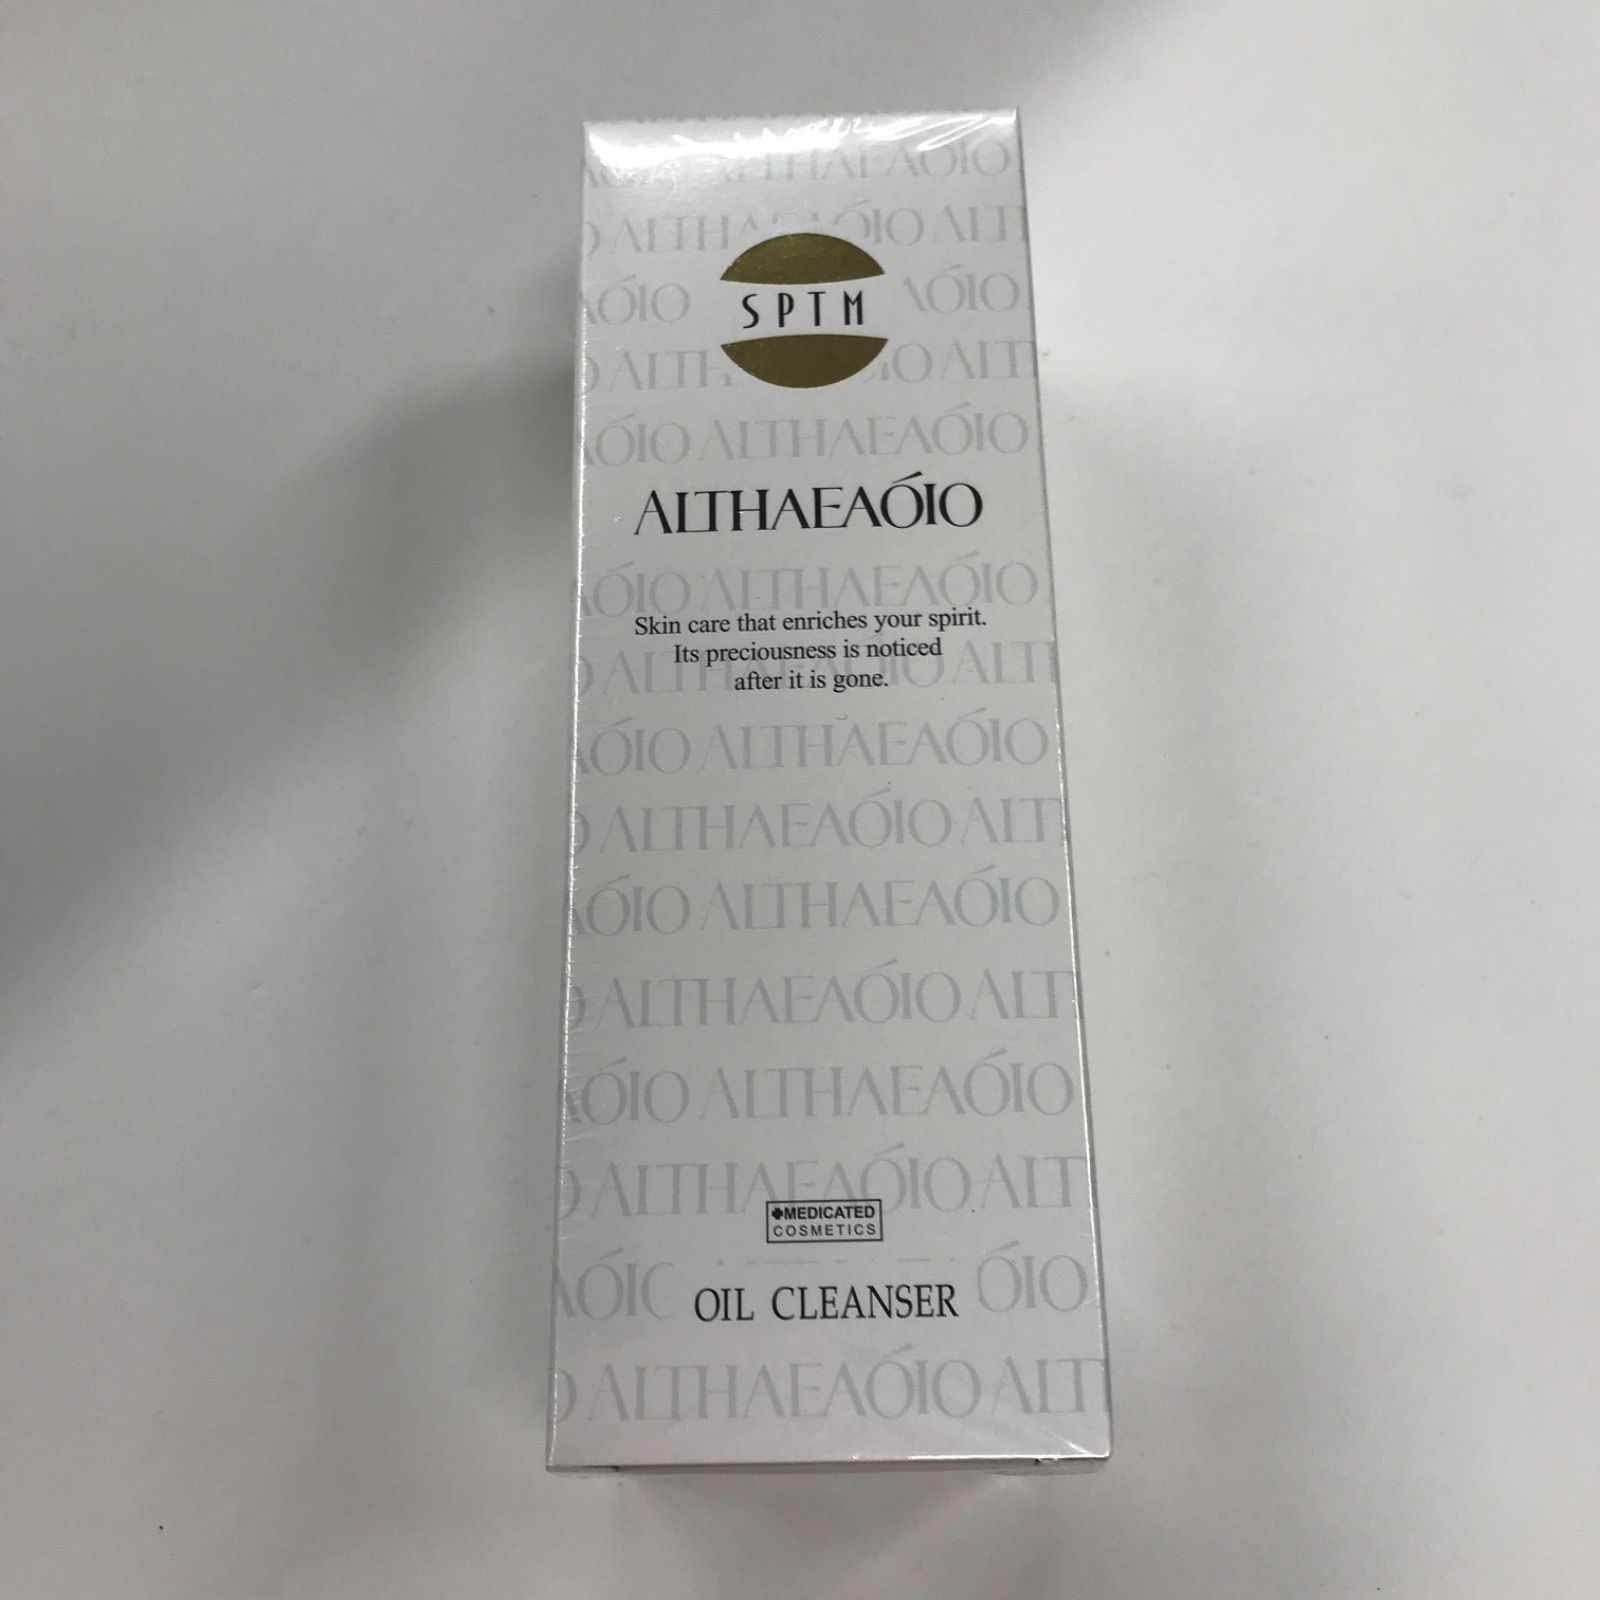 SPTM
ALTHAEAÓIO
Skin care that enriches your spirit.
Its preciousness is noticed
after it is gone.
MEDICATED
COSMETICS
OIL CLEANSER